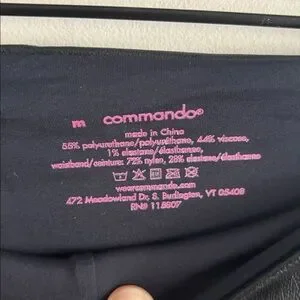 m commando®
made in China
55% polyurethane/polyuréthane, 44% viscose,
1% elastane/élasthanne,
waistband/ceinture: 72% nylon, 28% elastane/élasthanne
wearcommando.com
472 Meadowland Dr, S. Burlington, VT 05403
RN# 118807